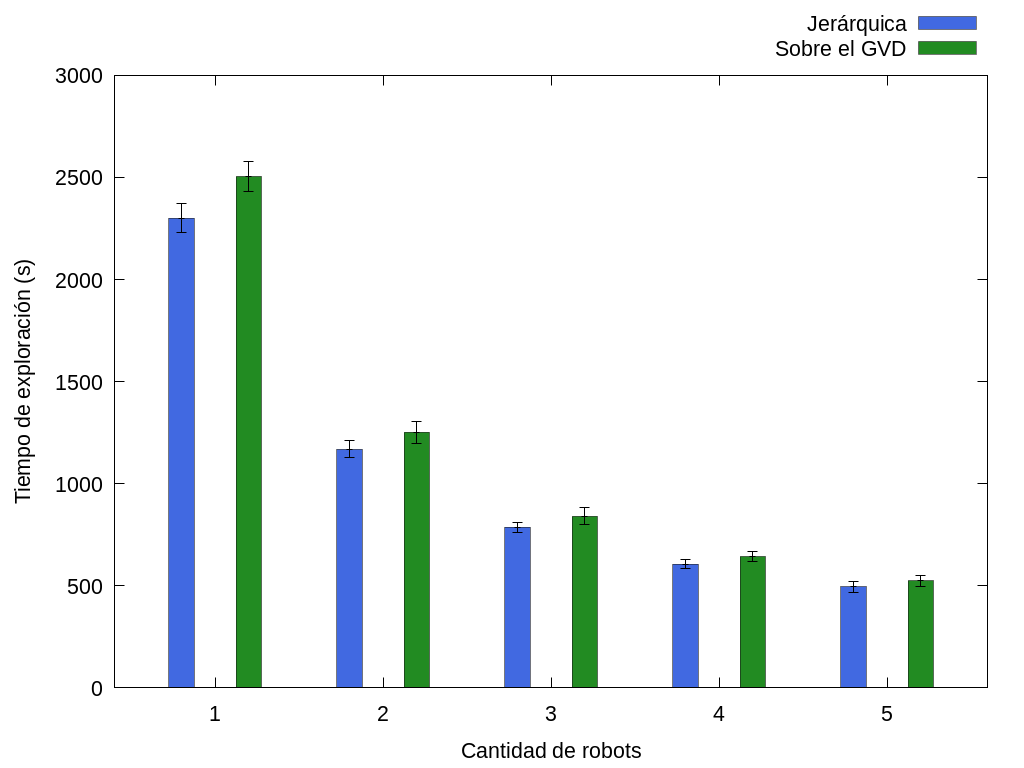 Jerárquica
Sobre el GVD
3000
2500
2000
1500
1000
500
0
Tiempo de exploración (s)
1 2 3 4 5
Cantidad de robots